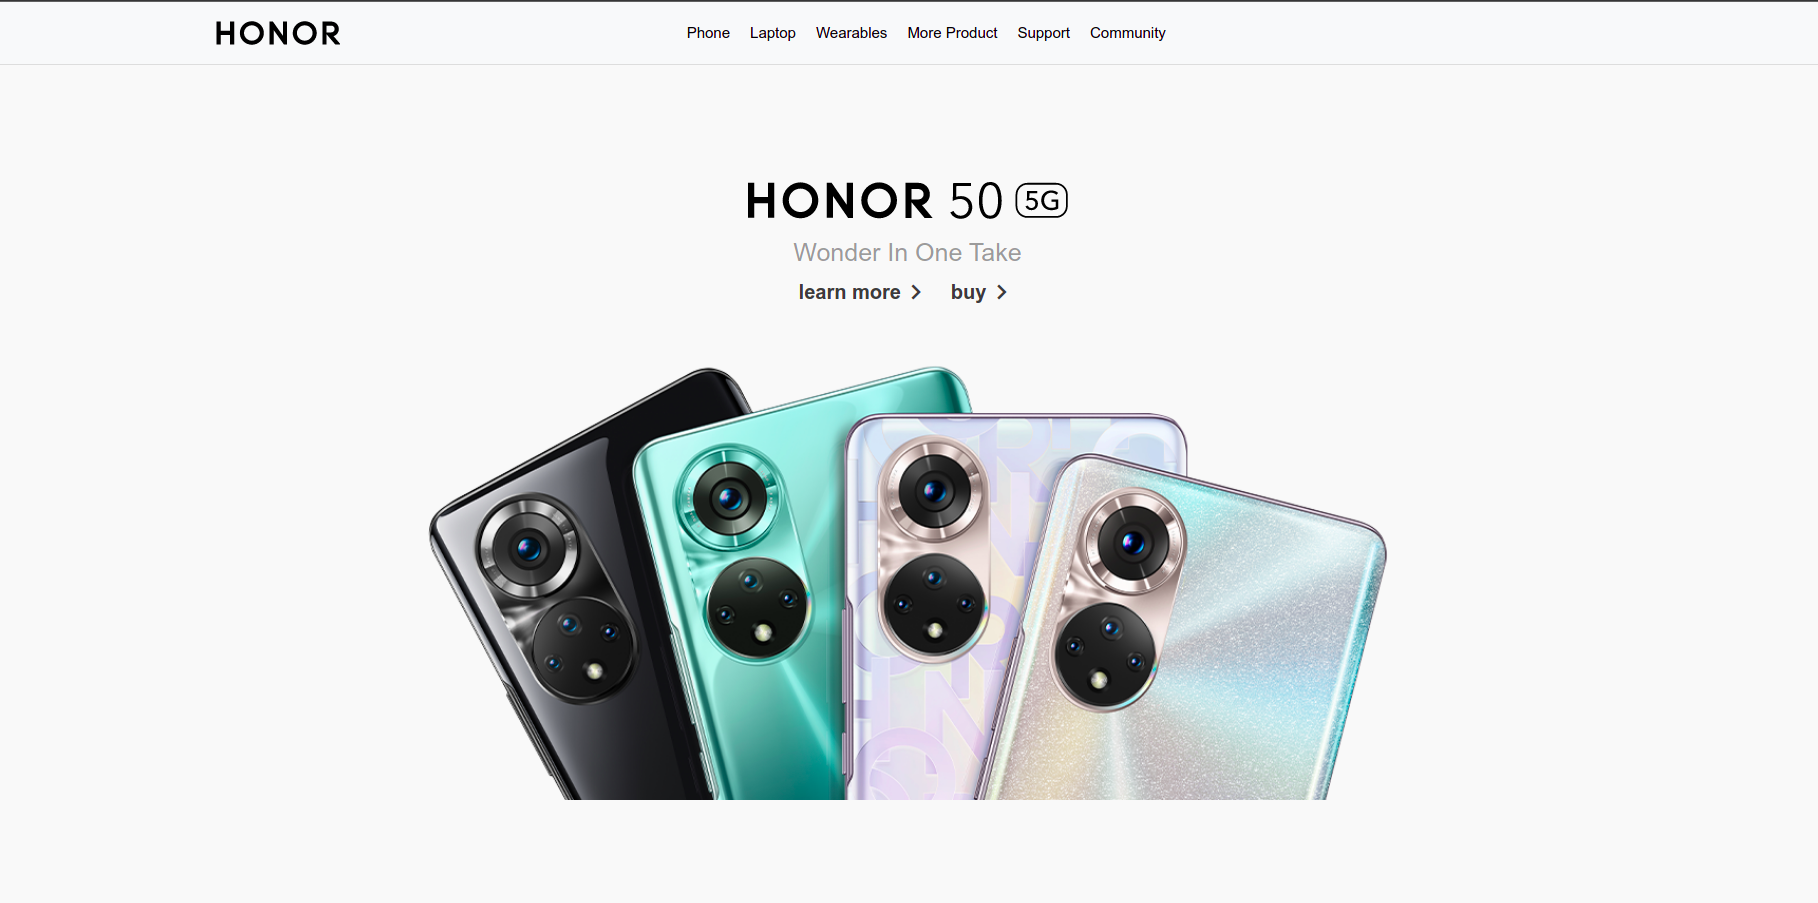 HONOR
Phone Laptop Wearables More Product Support Community
HONOR 50 5G
Wonder In One Take
learn more > buy >